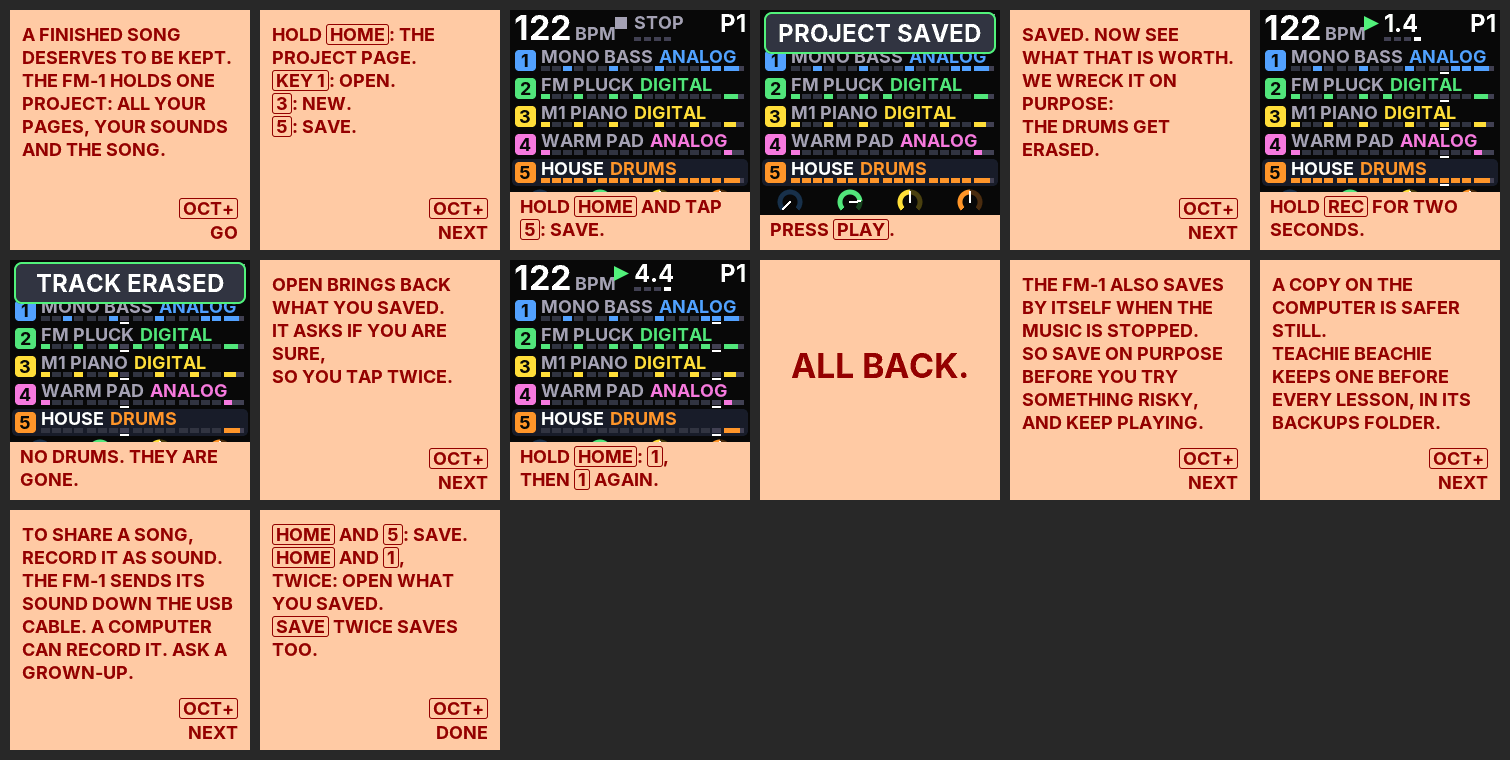 A FINISHED SONG
DESERVES TO BE KEPT.
THE FM-1 HOLDS ONE
PROJECT: ALL YOUR
PAGES, YOUR SOUNDS
AND THE SONG.
OCT+
GO
HOLD HOME: THE
PROJECT PAGE.
KEY 1: OPEN.
3: NEW.
5: SAVE.
OCT+
NEXT
122 BPM STOP P1
1 MONO BASS ANALOG
2 FM PLUCK DIGITAL
3 M1 PIANO DIGITAL
4 WARM PAD ANALOG
5 HOUSE DRUMS
HOLD HOME AND TAP
5: SAVE.
PROJECT SAVED
1 MONO BASS ANALOG
2 FM PLUCK DIGITAL
3 M1 PIANO DIGITAL
4 WARM PAD ANALOG
5 HOUSE DRUMS
PRESS PLAY.
SAVED. NOW SEE
WHAT THAT IS WORTH.
WE WRECK IT ON
PURPOSE:
THE DRUMS GET
ERASED.
OCT+
NEXT
122 BPM 1.4 P1
1 MONO BASS ANALOG
2 FM PLUCK DIGITAL
3 M1 PIANO DIGITAL
4 WARM PAD ANALOG
5 HOUSE DRUMS
HOLD REC FOR TWO
SECONDS.
TRACK ERASED
1 MONO BASS ANALOG
2 FM PLUCK DIGITAL
3 M1 PIANO DIGITAL
4 WARM PAD ANALOG
5 HOUSE DRUMS
NO DRUMS. THEY ARE
GONE.
OPEN BRINGS BACK
WHAT YOU SAVED.
IT ASKS IF YOU ARE
SURE,
SO YOU TAP TWICE.
OCT+
NEXT
122 BPM 4.4 P1
1 MONO BASS ANALOG
2 FM PLUCK DIGITAL
3 M1 PIANO DIGITAL
4 WARM PAD ANALOG
5 HOUSE DRUMS
HOLD HOME: 1,
THEN 1 AGAIN.
ALL BACK.
THE FM-1 ALSO SAVES
BY ITSELF WHEN THE
MUSIC IS STOPPED.
SO SAVE ON PURPOSE
BEFORE YOU TRY
SOMETHING RISKY,
AND KEEP PLAYING.
OCT+
NEXT
A COPY ON THE
COMPUTER IS SAFER
STILL.
TEACHIE BEACHIE
KEEPS ONE BEFORE
EVERY LESSON, IN ITS
BACKUPS FOLDER.
OCT+
NEXT
TO SHARE A SONG,
RECORD IT AS SOUND.
THE FM-1 SENDS ITS
SOUND DOWN THE USB
CABLE. A COMPUTER
CAN RECORD IT. ASK A
GROWN-UP.
OCT+
NEXT
HOME AND 5: SAVE.
HOME AND 1,
TWICE: OPEN WHAT
YOU SAVED.
SAVE TWICE SAVES
TOO.
OCT+
DONE